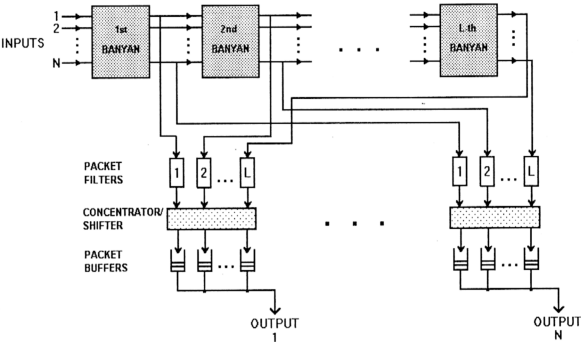 INPUTS
1
2
N
1st
BANYAN
2nd
BANYAN
L-th
BANYAN
PACKET
FILTERS
1 2 ... L
1 2 ... L
CONCENTRATOR/
SHIFTER
PACKET
BUFFERS
OUTPUT
1
OUTPUT
N